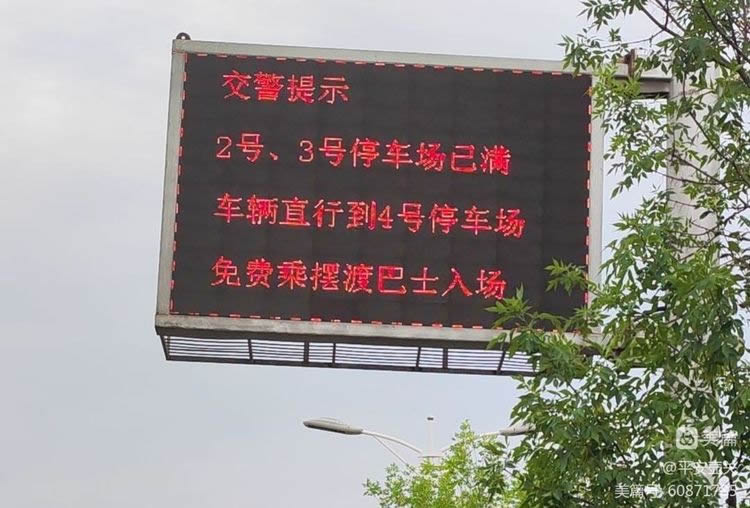 交警提示
2号、3号停车场已满
车辆直行到4号停车场
免费乘摆渡巴士入场
美篇
美篇号